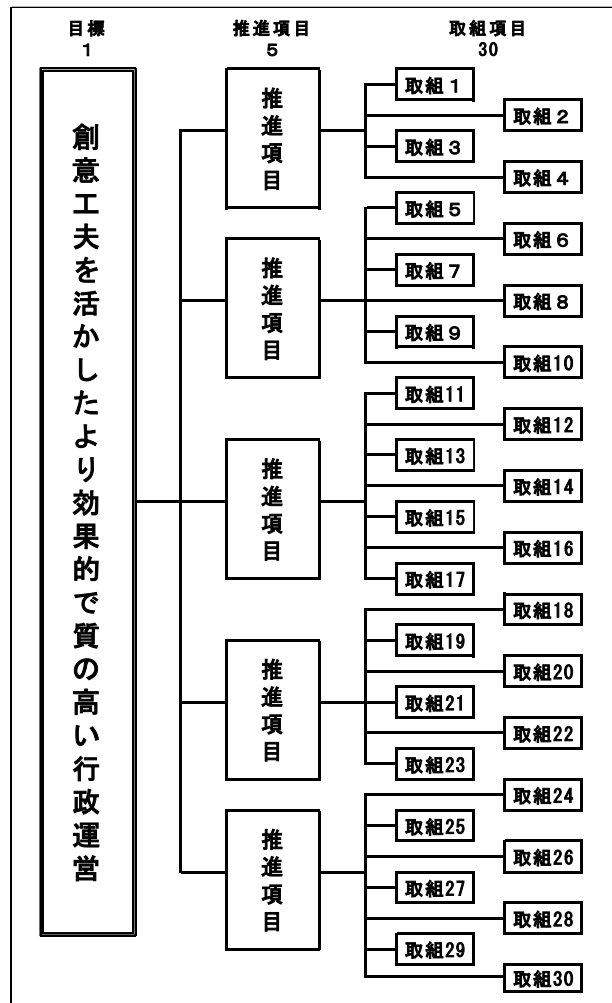 目標
1
推進項目
5
取組項目
30
創意工夫を活かしたより効果的で質の高い行政運営
推進項目
取組１
取組２
取組３
取組４
推進項目
取組５
取組６
取組７
取組８
取組９
取組10
推進項目
取組11
取組12
取組13
取組14
取組15
取組16
取組17
推進項目
取組18
取組19
取組20
取組21
取組22
取組23
推進項目
取組24
取組25
取組26
取組27
取組28
取組29
取組30